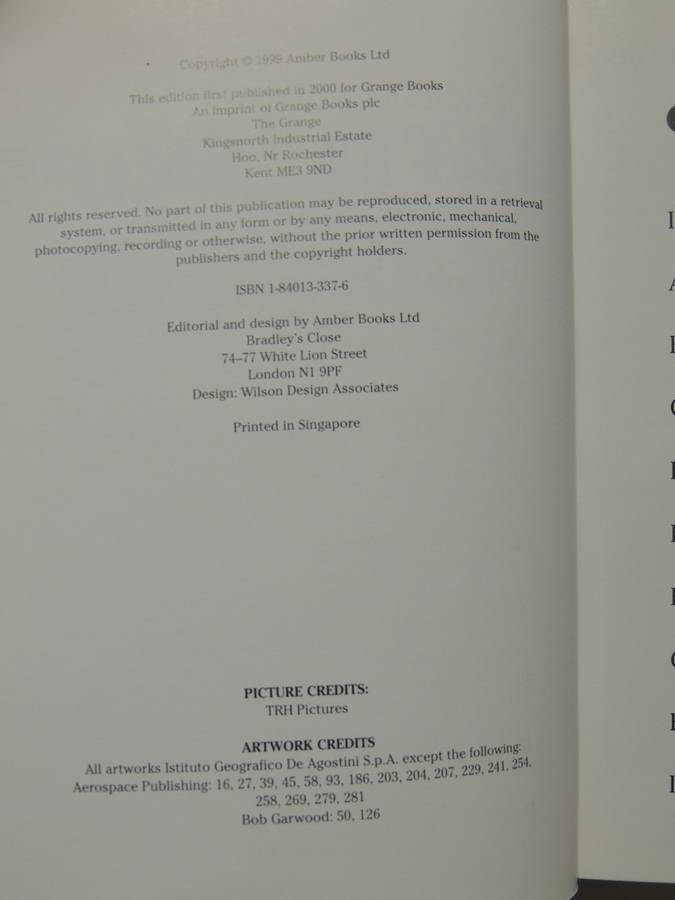 Copyright © 1999 Amber Books Ltd
This edition first published in 2000 for Grange Books
An imprint of Grange Books plc
The Grange
Kingsnorth Industrial Estate
Hoo, Nr Rochester
Kent ME3 9ND
All rights reserved. No part of this publication may be reproduced, stored in a retrieval
system, or transmitted in any form or by any means, electronic, mechanical,
photocopying, recording or otherwise, without the prior written permission from the
publishers and the copyright holders.
ISBN 1-84013-337-6
Editorial and design by Amber Books Ltd
Bradley's Close
74–77 White Lion Street
London N1 9PF
Design: Wilson Design Associates
Printed in Singapore
PICTURE CREDITS:
TRH Pictures
ARTWORK CREDITS
All artworks Istituto Geografico De Agostini S.p.A. except the following:
Aerospace Publishing: 16, 27, 39, 45, 58, 93, 186, 203, 204, 207, 229, 241, 254,
258, 269, 279, 281
Bob Garwood: 50, 126